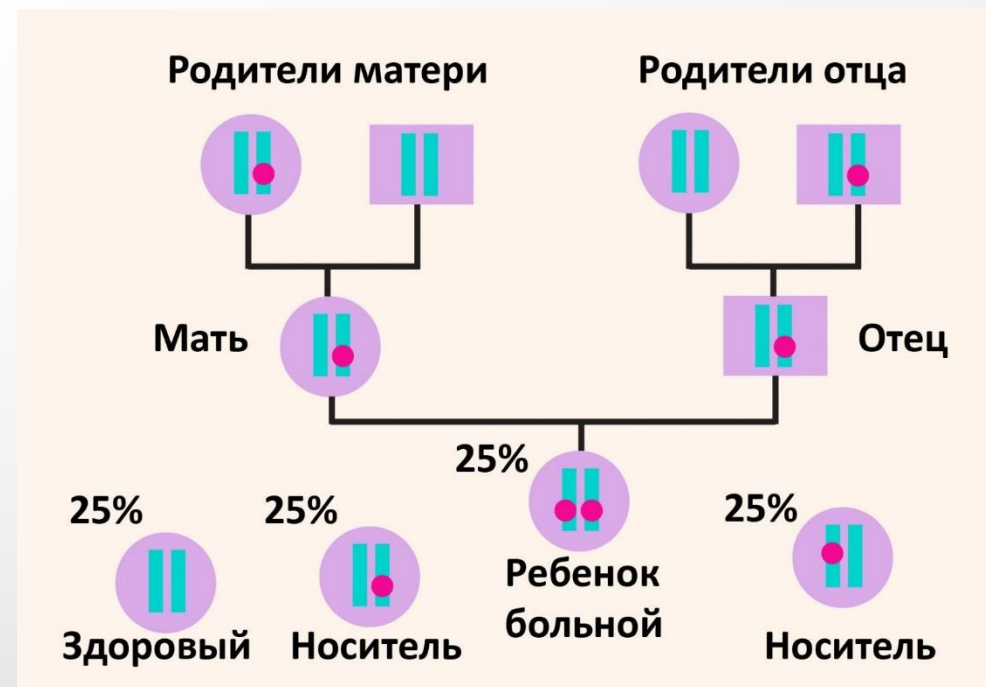 Родители матери
Родители отца
Мать
Отец
25%
25%
25%
25%
Здоровый
Носитель
Ребенок
больной
Носитель